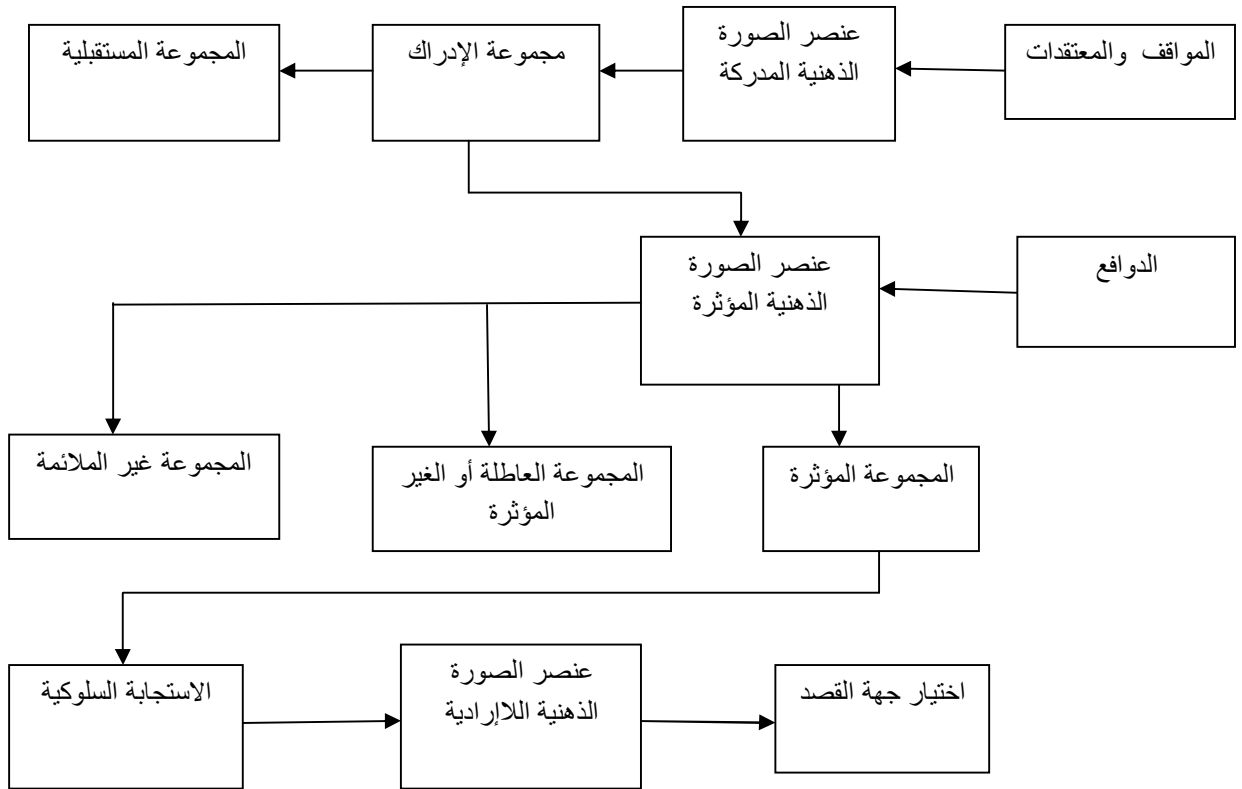 المواقف والمعتقدات
عنصر الصورة
الذهنية المدركة
مجموعة الإدراك
المجموعة المستقبلية
الدوافع
عنصر الصورة
الذهنية المؤثرة
المجموعة المؤثرة
المجموعة العاطلة أو الغير
المؤثرة
المجموعة غير الملائمة
الاستجابة السلوكية
عنصر الصورة
الذهنية اللاإرادية
اختيار جهة القصد